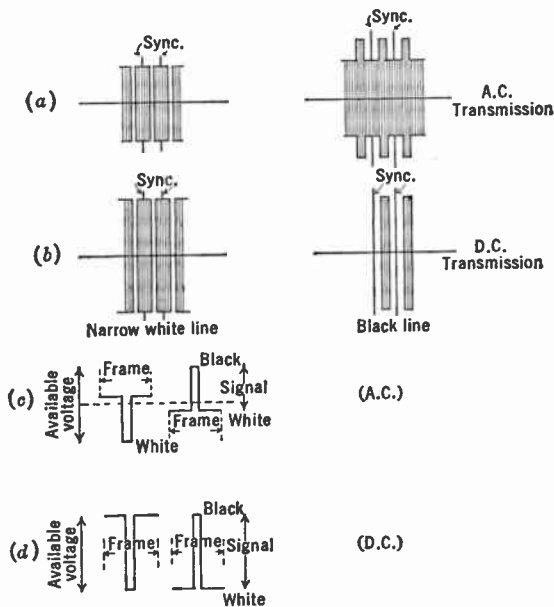 Sync.
Sync.
(a)
A.C.
Transmission
Sync.
Sync.
(b)
D.C.
Transmission
Narrow white line
Black line
(c)
Available
voltage
Frame
White
Black
Signal
White
Frame
(A.C.)
(d)
Available
voltage
Frame
Black
Frame
Signal
White
(D.C.)